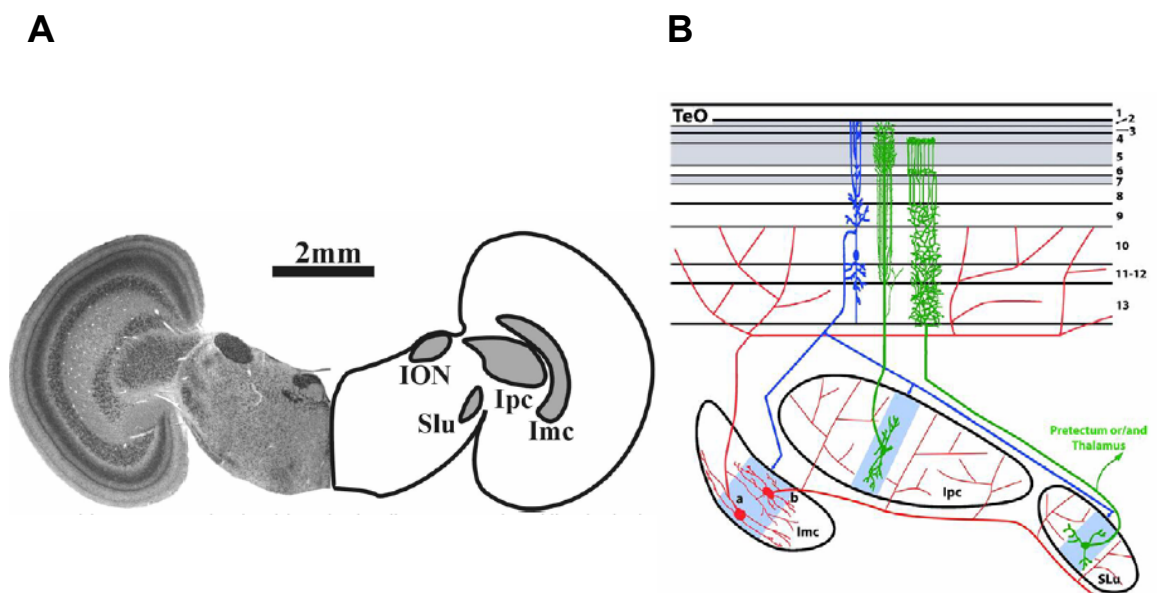 A
B
2mm
ION
Ipc
Slu
Imc
TeO
1
2
3
4
5
6
7
8
9
10
11-12
13
Pretectum or/and
Thalamus
a
b
Ipc
Imc
SLu